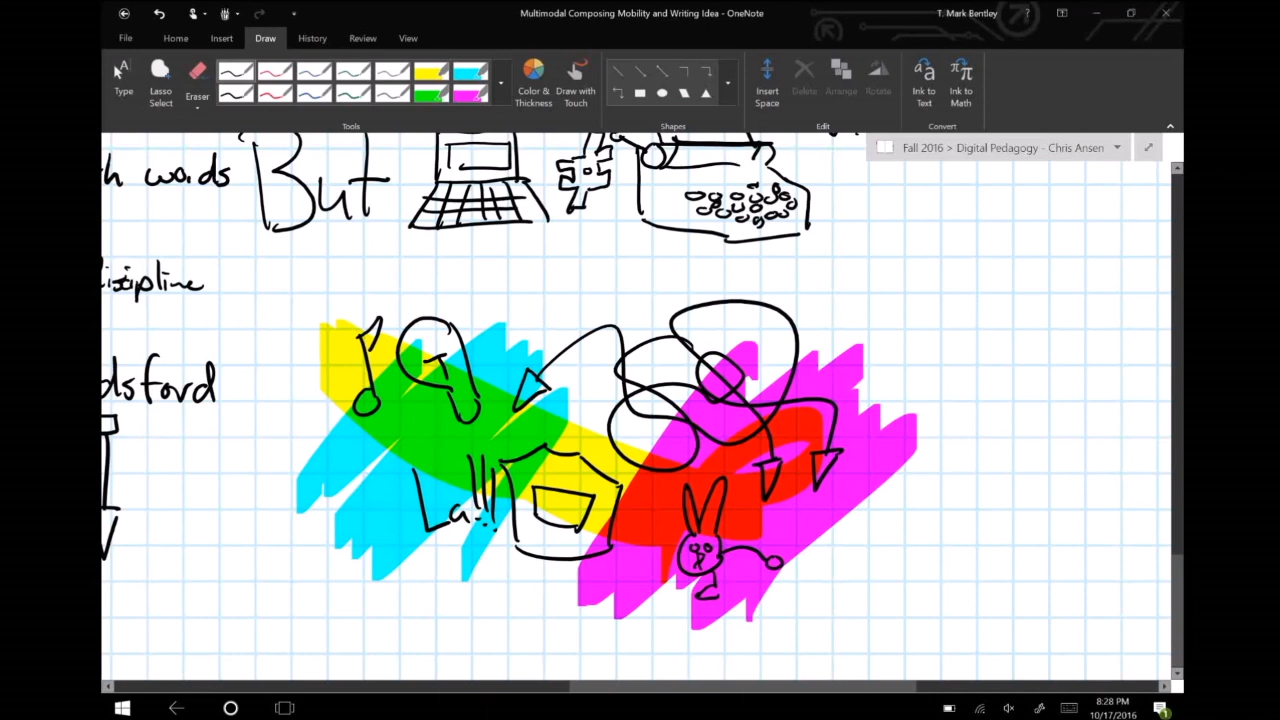 Multimodal Composing Mobility and Writing Idea - OneNote
T. Mark Bentley
?
File Home Insert Draw History Review View
A
Type
Lasso Select
Eraser
Color & Thickness
Draw with Touch
Insert Space
Delete
Arrange
Rotate
Ink to Text
Ink to Math
Tools
Shapes
Edit
Convert
Fall 2016 > Digital Pedagogy - Chris Ansen
h words
But
discipline
dsford
La!!!
8:28 PM
10/17/2016
1